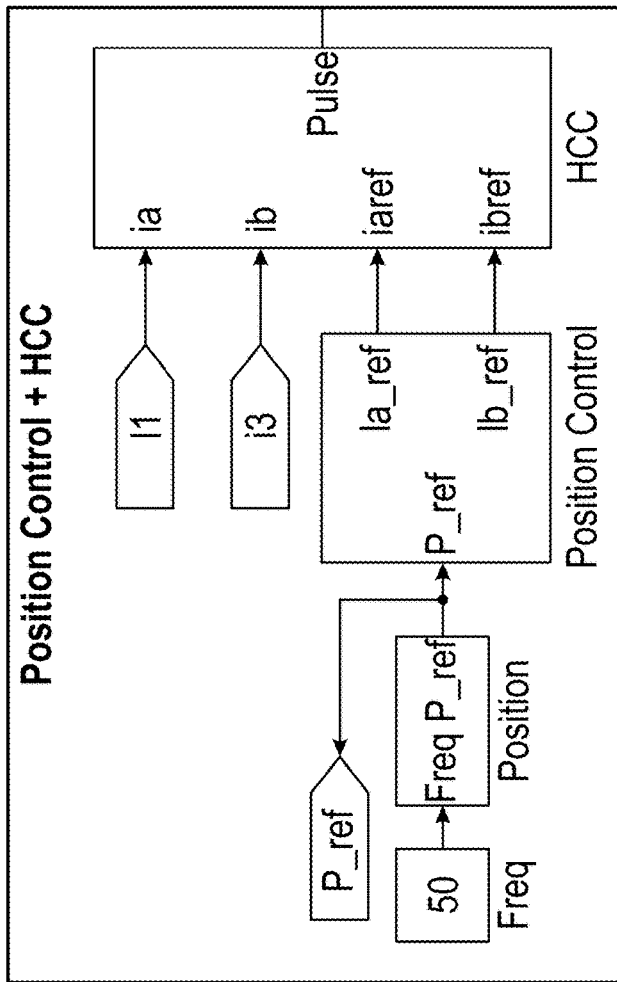 Position Control + HCC
I1
i3
ia
ib
iaref
ibref
Pulse
HCC
P_ref
50
Freq
Freq P_ref
Position
P_ref
Ia_ref
Ib_ref
Position Control